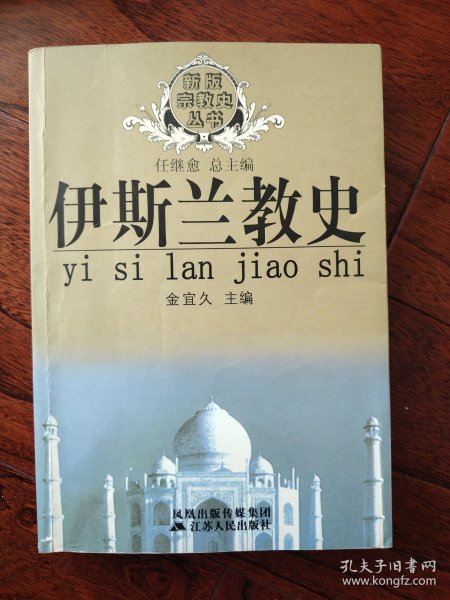 新版
宗教史
丛书
任继愈 总主编
伊斯兰教史
yi si lan jiao shi
金宜久 主编
凤凰出版传媒集团
江苏人民出版社
孔夫子旧书网
www.kongfz.com